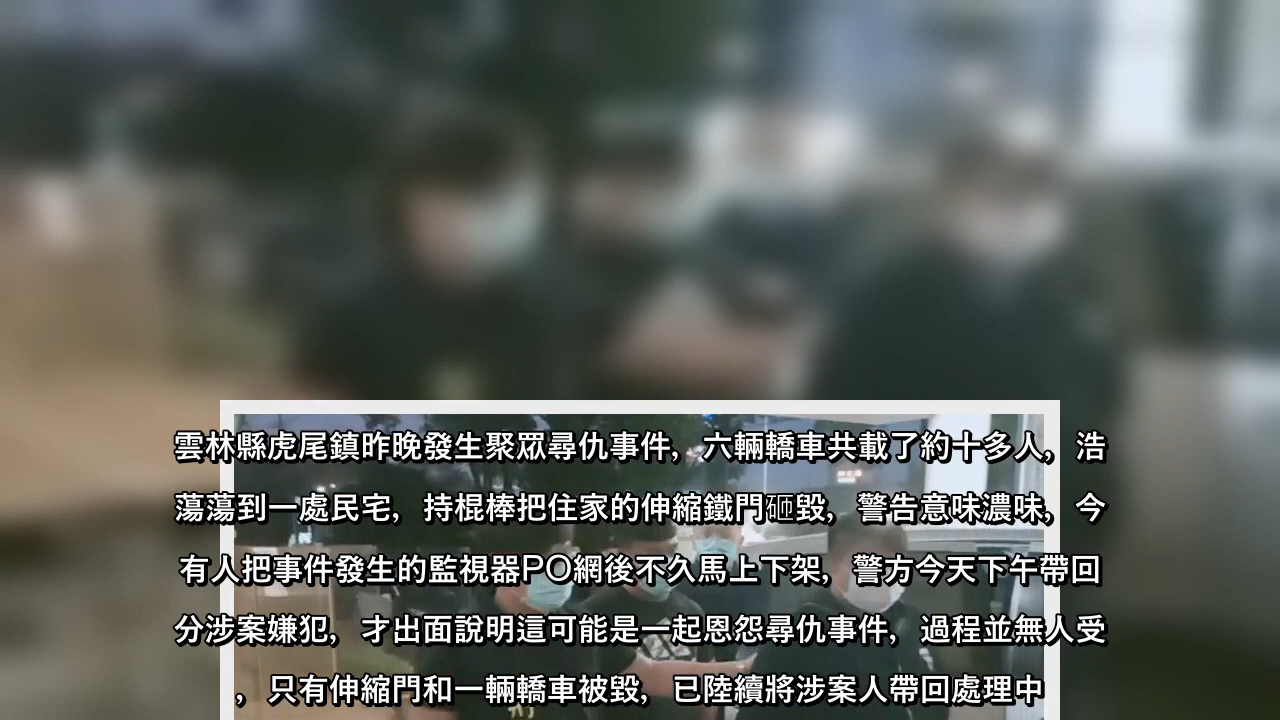 雲林縣虎尾鎮昨晚發生聚眾尋仇事件，六輛轎車共載了約十多人，浩
蕩蕩到一處民宅，持棍棒把住家的伸縮鐵門砸毀，警告意味濃味，今
有人把事件發生的監視器PO網後不久馬上下架，警方今天下午帶回
分涉案嫌犯，才出面說明這可能是一起恩怨尋仇事件，過程並無人受
，只有伸縮門和一輛轎車被毀，已陸續將涉案人帶回處理中